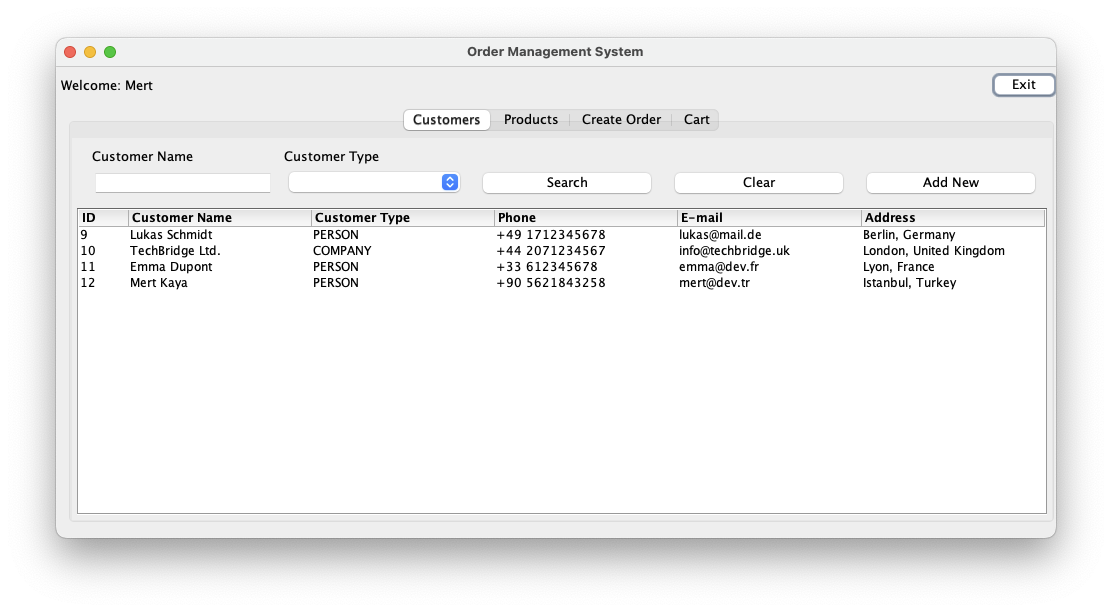 Order Management System
Welcome: Mert
Exit
Customers Products Create Order Cart
Customer Name Customer Type
Search Clear Add New
ID Customer Name Customer Type Phone E-mail Address
9 Lukas Schmidt PERSON +49 1712345678 lukas@mail.de Berlin, Germany
10 TechBridge Ltd. COMPANY +44 2071234567 info@techbridge.uk London, United Kingdom
11 Emma Dupont PERSON +33 612345678 emma@dev.fr Lyon, France
12 Mert Kaya PERSON +90 5621843258 mert@dev.tr Istanbul, Turkey